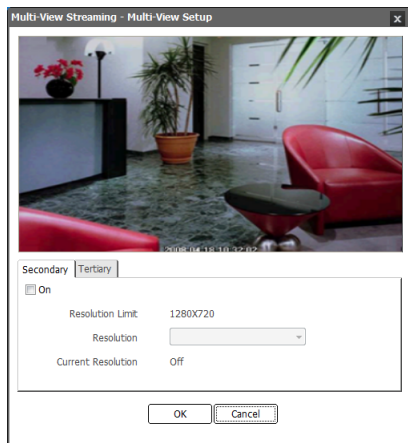 Multi-View Streaming - Multi-View Setup
x
2008.04.18 10:32:02
Secondary Tertiary
On
Resolution Limit 1280X720
Resolution
Current Resolution Off
OK Cancel